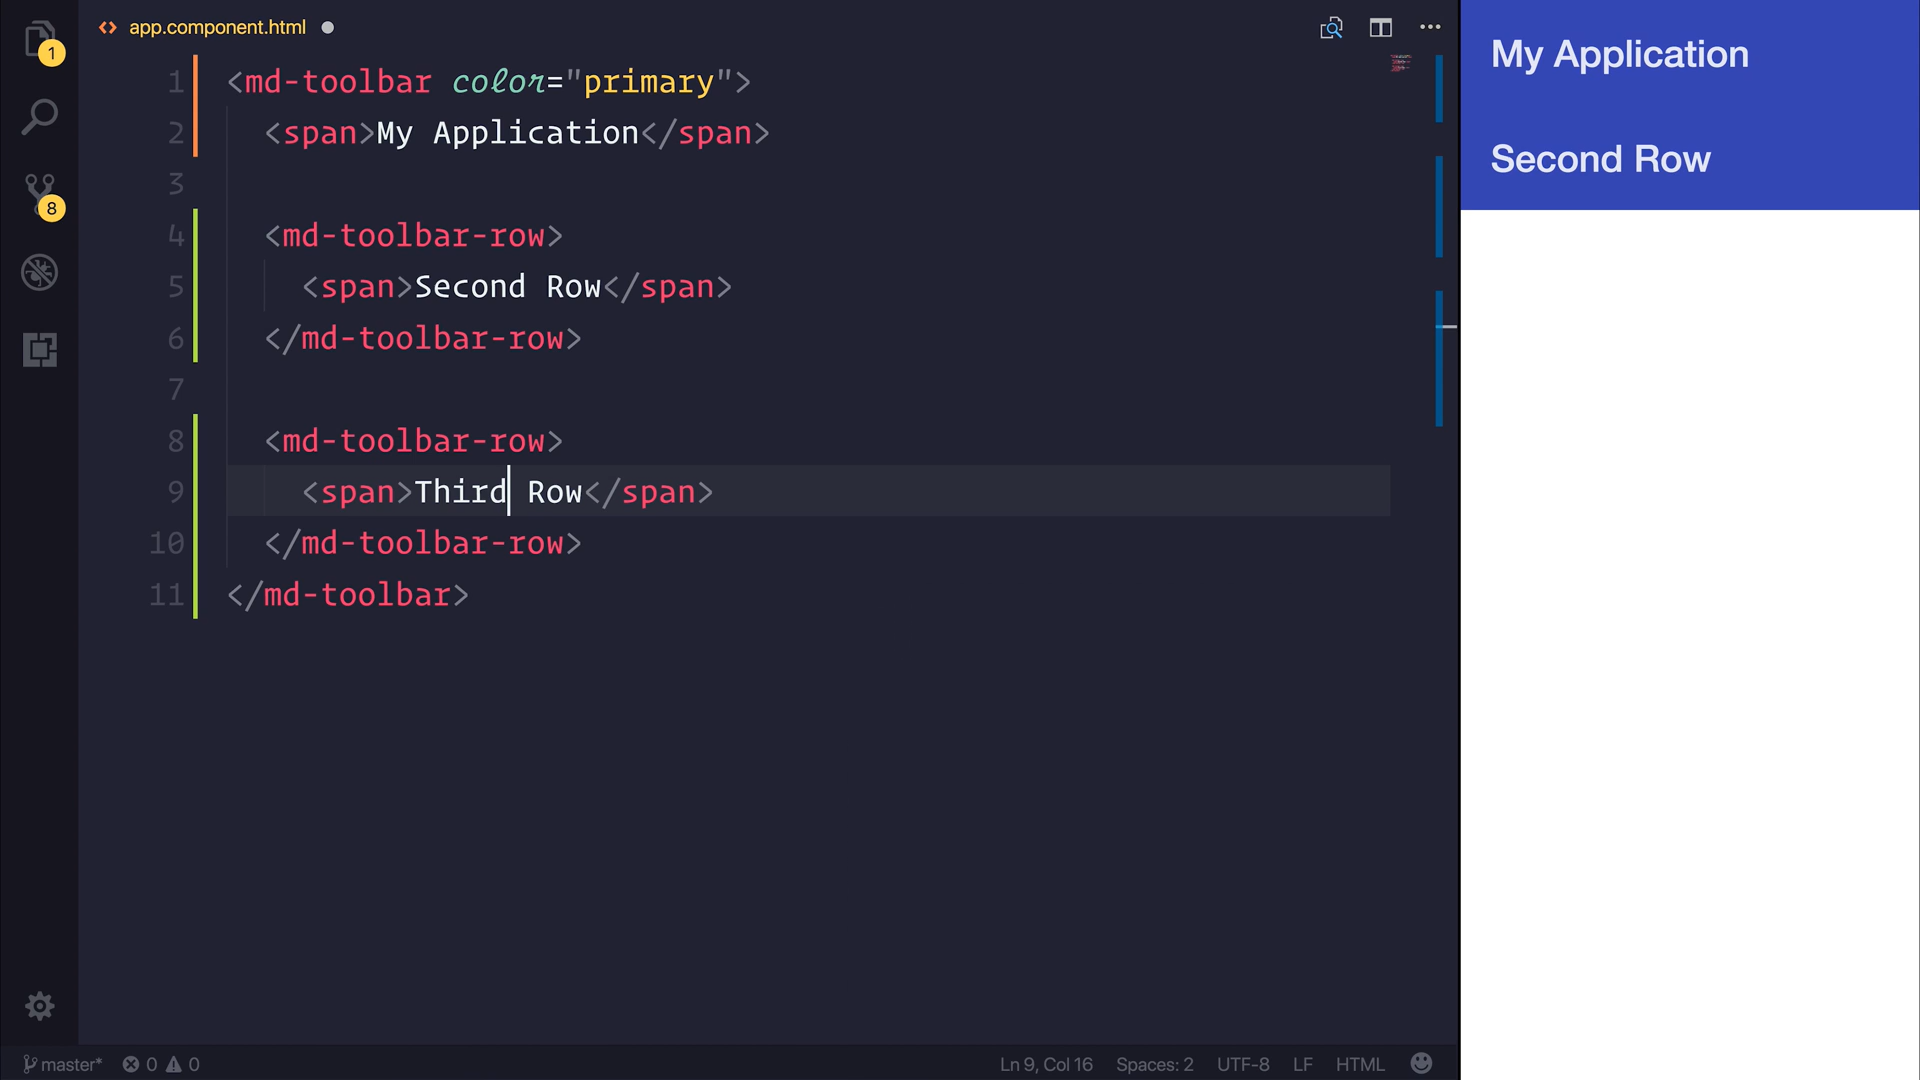 1
8
app.component.html
1 <md-toolbar color="primary">
2 <span>My Application</span>
3
4 <md-toolbar-row>
5 <span>Second Row</span>
6 </md-toolbar-row>
7
8 <md-toolbar-row>
9 <span>Third Row</span>
10 </md-toolbar-row>
11 </md-toolbar>
My Application
Second Row
master* 0 0 Ln 9, Col 16 Spaces: 2 UTF-8 LF HTML